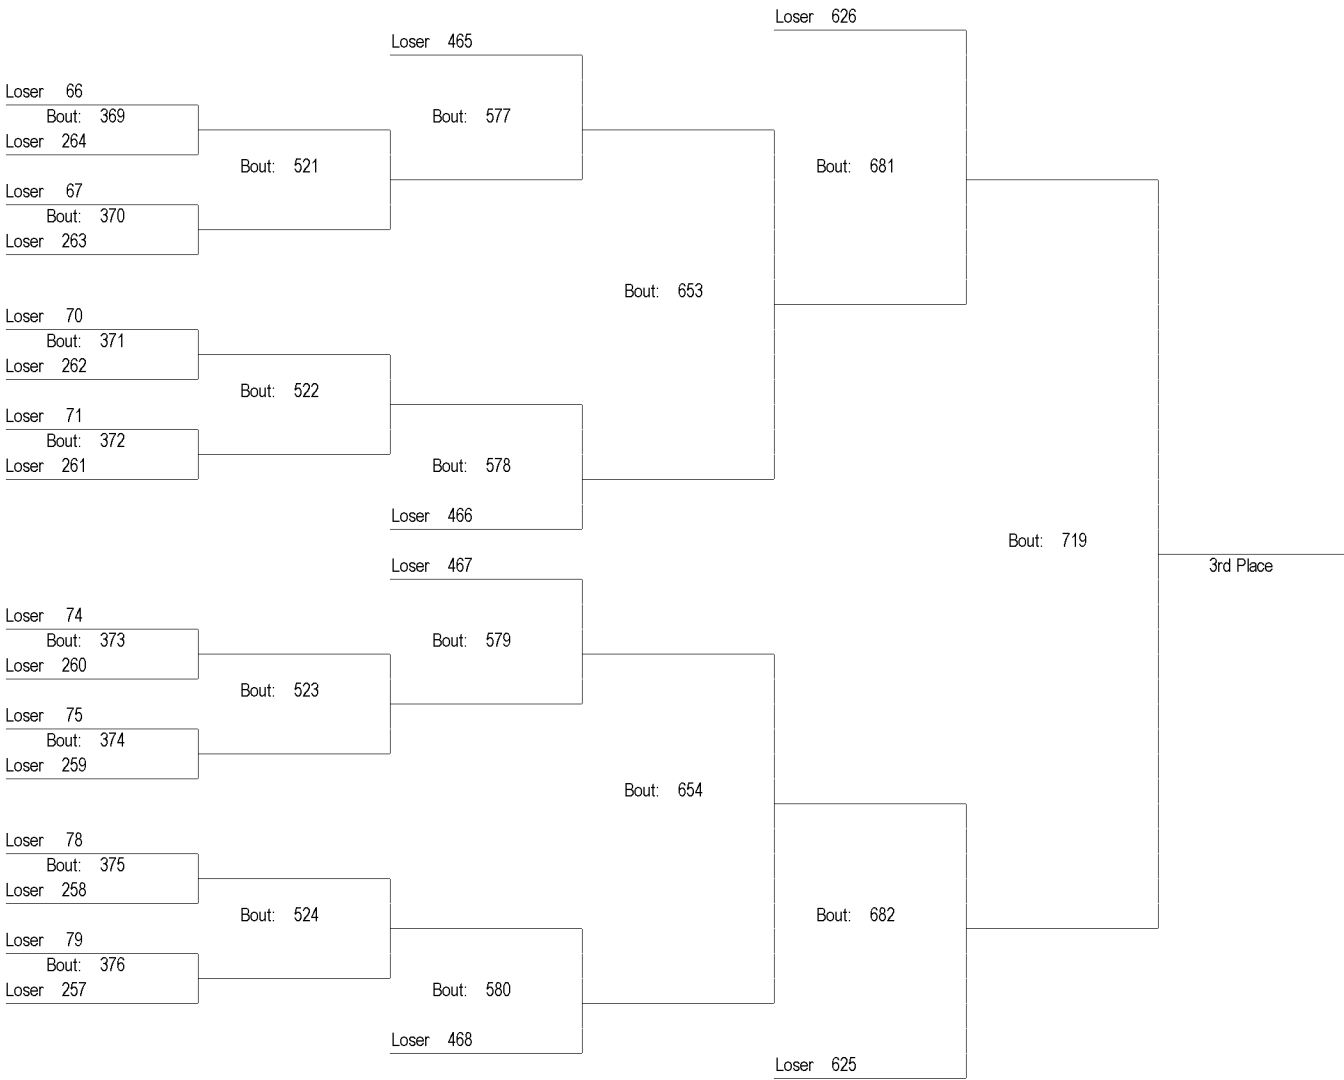 Loser 626
Loser 465
Loser 66
Bout: 369
Bout: 577
Loser 264
Bout: 521
Bout: 681
Loser 67
Bout: 370
Loser 263
Bout: 653
Loser 70
Bout: 371
Loser 262
Bout: 522
Loser 71
Bout: 372
Loser 261
Bout: 578
Loser 466
Bout: 719
Loser 467
3rd Place
Loser 74
Bout: 373
Bout: 579
Loser 260
Bout: 523
Loser 75
Bout: 374
Loser 259
Bout: 654
Loser 78
Bout: 375
Loser 258
Bout: 524
Bout: 682
Loser 79
Bout: 376
Loser 257
Bout: 580
Loser 468
Loser 625